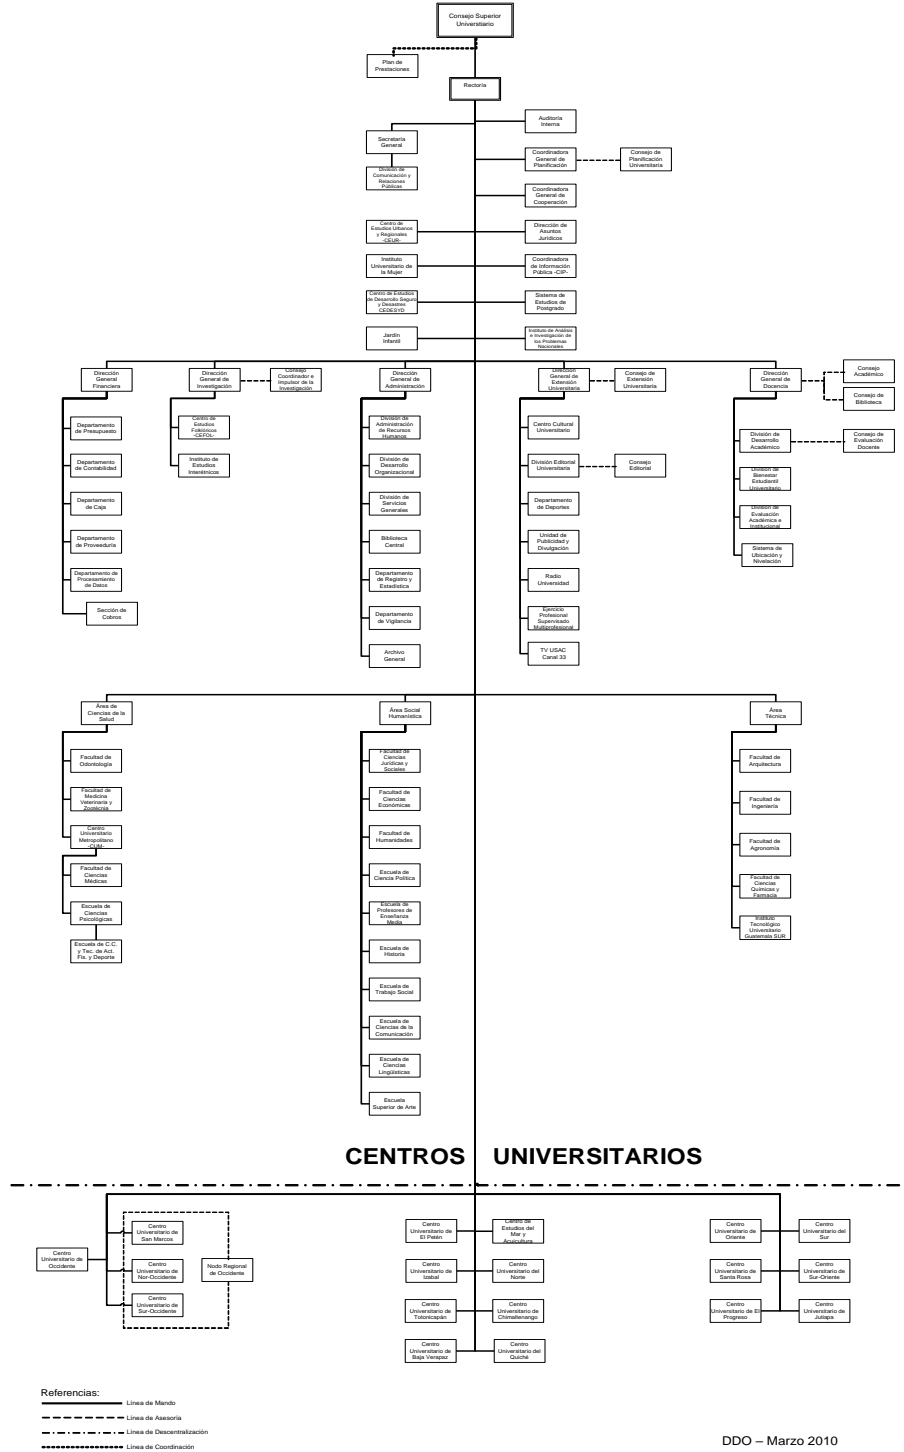 Consejo Superior
Universitario
Plan de
Prestaciones
Rectoría
Auditoría
Interna
Secretaría
General
Coordinadora
General de
Planificación
Consejo de
Planificación
Universitaria
División de
Comunicación y
Relaciones
Públicas
Coordinadora
General de
Cooperación
Centro de
Estudios Urbanos
y Regionales
-CEUR-
Dirección de
Asuntos
Jurídicos
Instituto
Universitario de
la Mujer
Coordinadora
de Información
Pública -CIP-
Centro de Estudios
de Desarrollo Seguro
y Desastres
CEDESYD
Sistema de
Estudios de
Postgrado
Jardín
Infantil
Instituto de Análisis
e Investigación de
los Problemas
Nacionales
Dirección
General
Financiera
Dirección
General de
Investigación
Consejo
Coordinador e
Impulsor de la
Investigación
Dirección
General de
Administración
Dirección
General de
Extensión
Universitaria
Consejo de
Extensión
Universitaria
Dirección
General de
Docencia
Consejo
Académico
Consejo de
Biblioteca
Departamento
de Presupuesto
Departamento
de Contabilidad
Departamento
de Caja
Departamento
de Proveeduría
Departamento de
Procesamiento
de Datos
Sección de
Cobros
Centro de
Estudios
Folklóricos
-CEFOL-
Instituto de
Estudios
Interétnicos
División de
Administración
de Recursos
Humanos
División de
Desarrollo
Organizacional
División de
Servicios
Generales
Biblioteca
Central
Departamento
de Registro y
Estadística
Departamento
de Vigilancia
Archivo
General
Centro Cultural
Universitario
División Editorial
Universitaria
Consejo
Editorial
Departamento
de Deportes
Unidad de
Publicidad y
Divulgación
Radio
Universidad
Ejercicio
Profesional
Supervisado
Multiprofesional
TV USAC
Canal 33
División de
Desarrollo
Académico
Consejo de
Evaluación
Docente
División de
Bienestar
Estudiantil
Universitario
División de
Evaluación
Académica e
Institucional
Sistema de
Ubicación y
Nivelación
Área de
Ciencias de la
Salud
Área Social
Humanística
Área
Técnica
Facultad de
Odontología
Facultad de
Medicina
Veterinaria y
Zootécnia
Centro
Universitario
Metropolitano
-CUM-
Facultad de
Ciencias
Médicas
Escuela de
Ciencias
Psicológicas
Escuela de C.C.
y Tec. de Act.
Fis. y Deporte
Facultad de
Ciencias
Jurídicas y
Sociales
Facultad de
Ciencias
Económicas
Facultad de
Humanidades
Escuela de
Ciencia Política
Escuela de
Profesores de
Enseñanza
Media
Escuela de
Historia
Escuela de
Trabajo Social
Escuela de
Ciencias de la
Comunicación
Escuela de
Ciencias
Lingüísticas
Escuela
Superior de Arte
Facultad de
Arquitectura
Facultad de
Ingeniería
Facultad de
Agronomía
Facultad de
Ciencias
Químicas y
Farmacia
Instituto
Tecnológico
Universitario
Guatemala SUR
CENTROS UNIVERSITARIOS
Centro
Universitario de
Occidente
Centro
Universitario de
San Marcos
Centro
Universitario de
Nor-Occidente
Centro
Universitario de
Sur-Occidente
Nodo Regional
de Occidente
Centro
Universitario de
El Petén
Centro de
Estudios del
Mar y
Acuicultura
Centro
Universitario de
Izabal
Centro
Universitario del
Norte
Centro
Universitario de
Totonicapán
Centro
Universitario de
Chimaltenango
Centro
Universitario de
Baja Verapaz
Centro
Universitario del
Quiché
Centro
Universitario de
Oriente
Centro
Universitario del
Sur
Centro
Universitario de
Santa Rosa
Centro
Universitario de
Sur-Oriente
Centro
Universitario de El
Progreso
Centro
Universitario de
Jutiapa
Referencias:
Línea de Mando
Línea de Asesoría
Línea de Descentralización
Línea de Coordinación
DDO – Marzo 2010